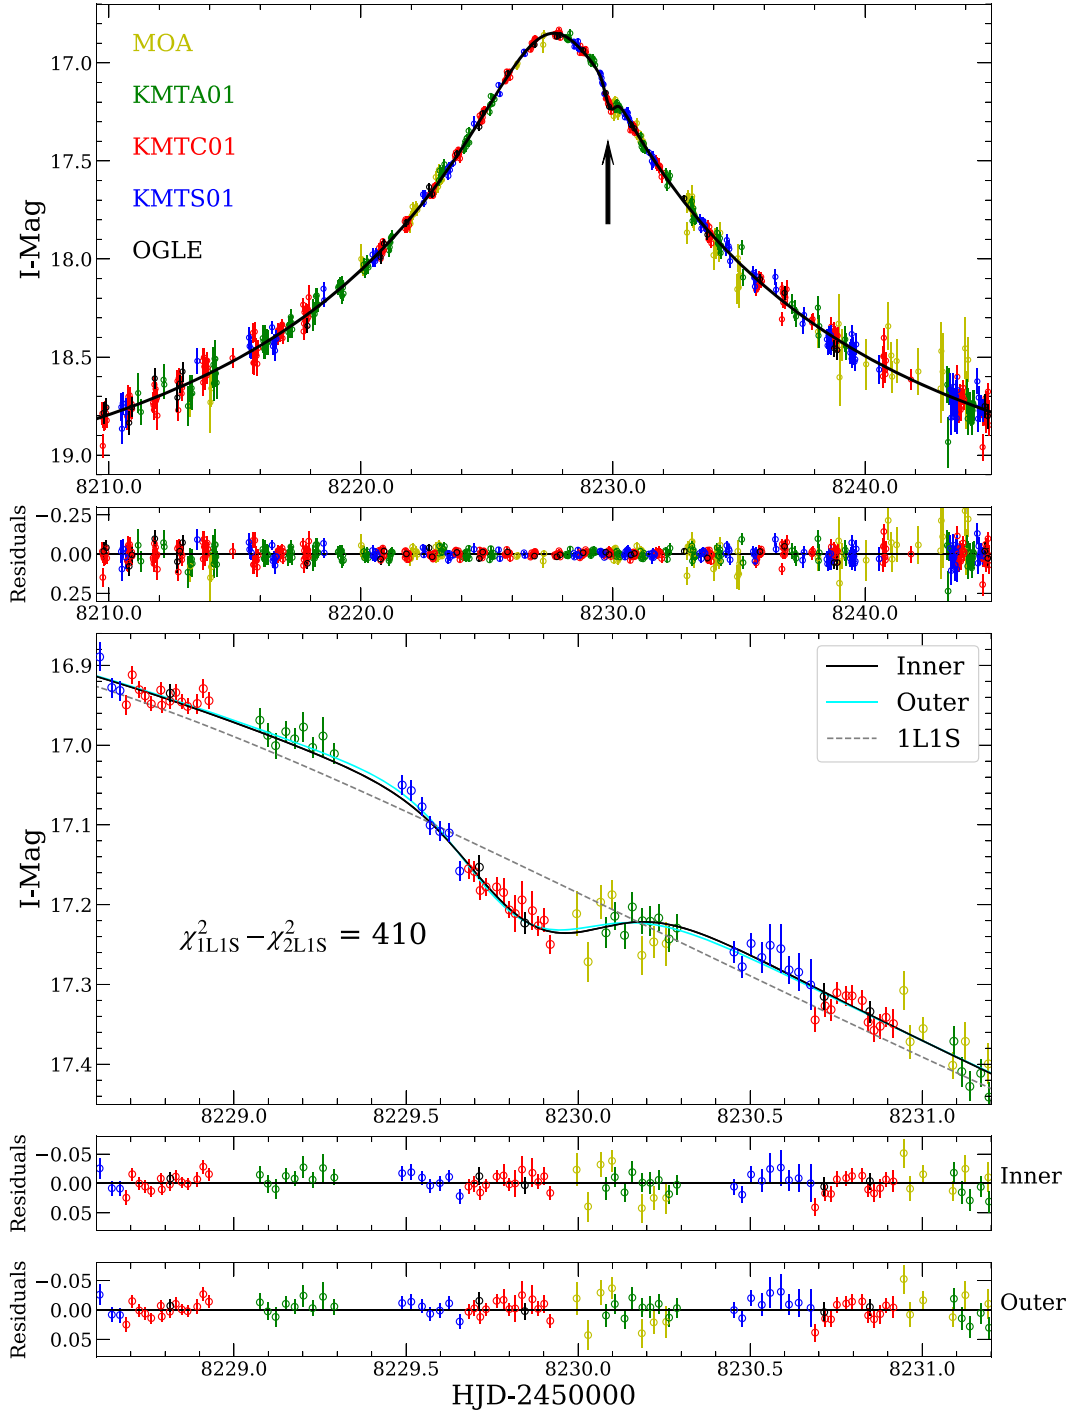 MOA
KMTA01
KMTC01
KMTS01
OGLE
I-Mag
17.0
17.5
18.0
18.5
19.0
8210.0 8220.0 8230.0 8240.0
Residuals
−0.25
0.00
0.25
8210.0 8220.0 8230.0 8240.0
Inner
Outer
1L1S
I-Mag
16.9
17.0
17.1
17.2
17.3
17.4
χ²1L1S−χ²2L1S = 410
8229.0 8229.5 8230.0 8230.5 8231.0
Residuals
−0.05
0.00
0.05
Inner
Residuals
−0.05
0.00
0.05
Outer
8229.0 8229.5 8230.0 8230.5 8231.0
HJD-2450000